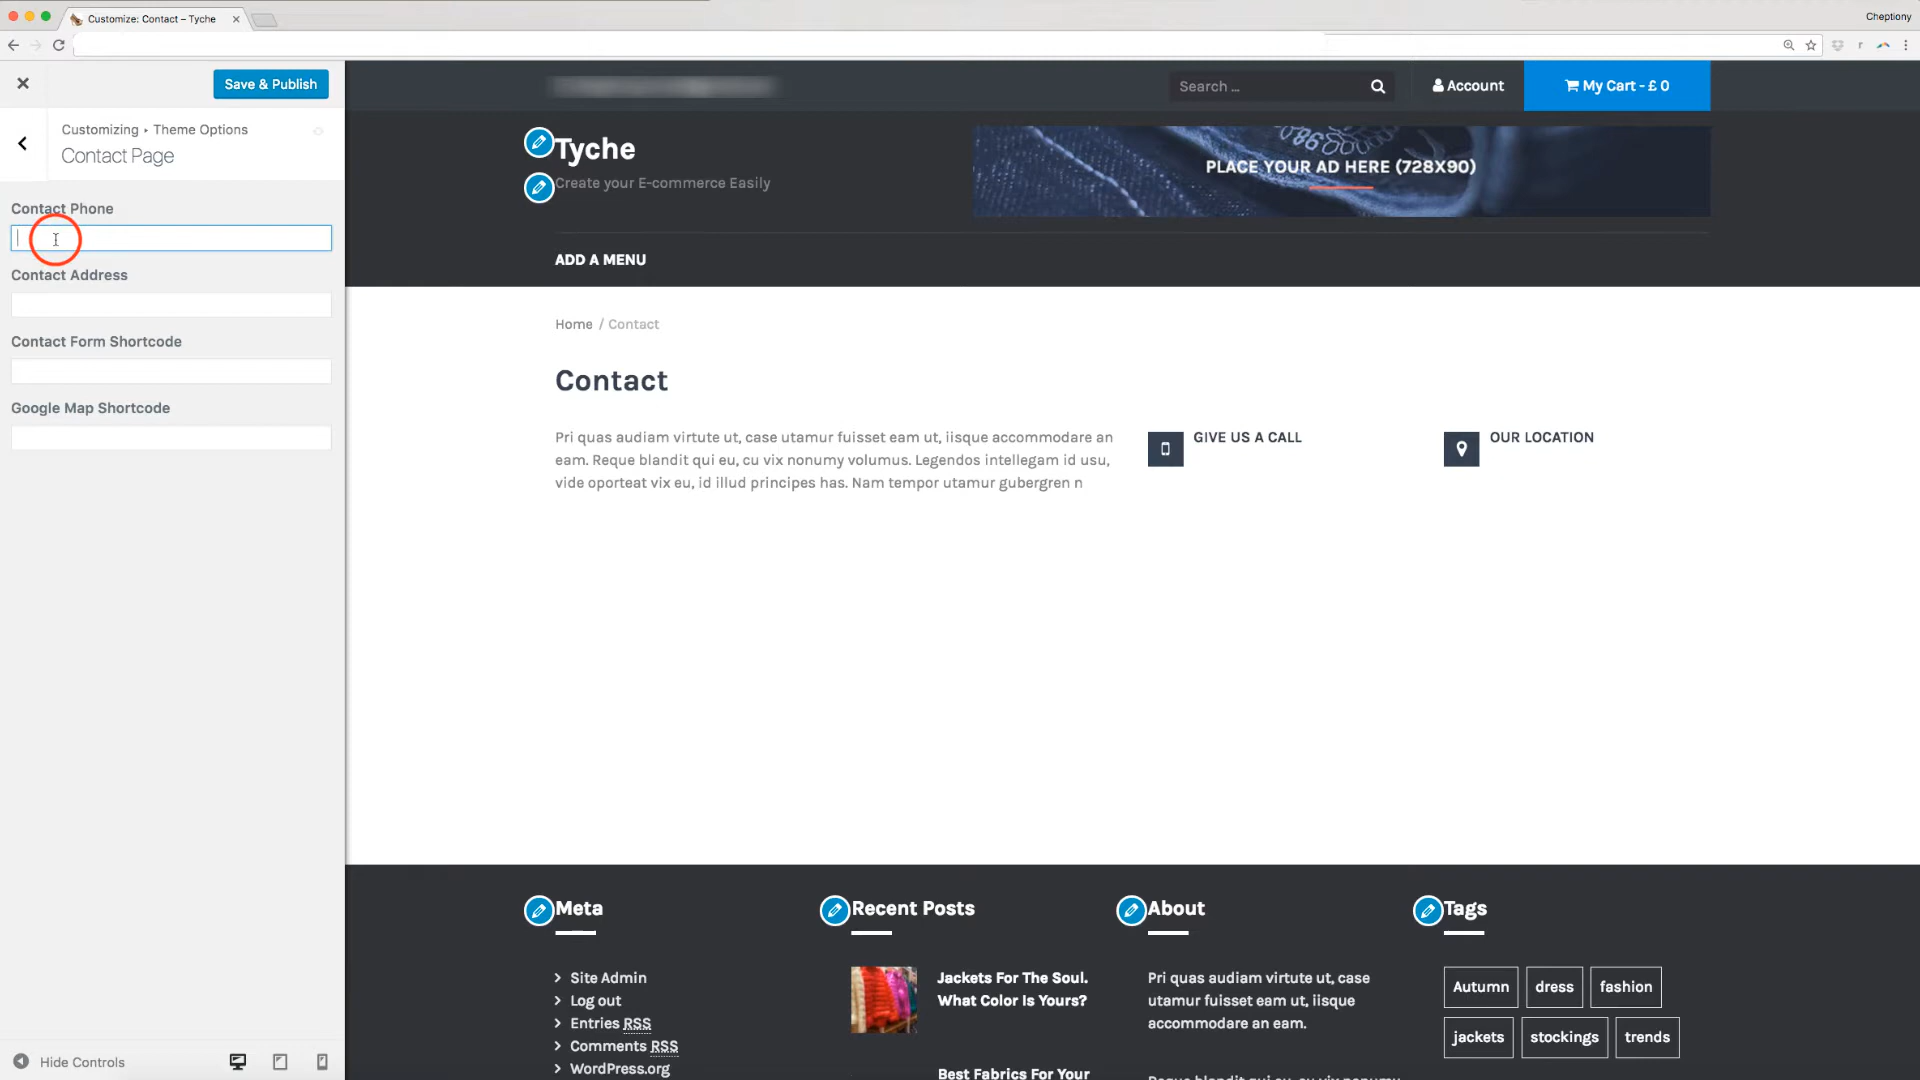 Customize: Contact – Tyche
Cheptiony
Save & Publish
Customizing ▸ Theme Options
Contact Page
Contact Phone
Contact Address
Contact Form Shortcode
Google Map Shortcode
Hide Controls
Search ...
Account
My Cart - £ 0
Tyche
Create your E-commerce Easily
PLACE YOUR AD HERE (728X90)
ADD A MENU
Home / Contact
Contact
Pri quas audiam virtute ut, case utamur fuisset eam ut, iisque accommodare an
eam. Reque blandit qui eu, cu vix nonumy volumus. Legendos intellegam id usu,
vide oporteat vix eu, id illud principes has. Nam tempor utamur gubergren n
GIVE US A CALL
OUR LOCATION
Meta
Site Admin
Log out
Entries RSS
Comments RSS
WordPress.org
Recent Posts
Jackets For The Soul.
What Color Is Yours?
Best Fabrics For Your
About
Pri quas audiam virtute ut, case
utamur fuisset eam ut, iisque
accommodare an eam.
Tags
Autumn dress fashion
jackets stockings trends